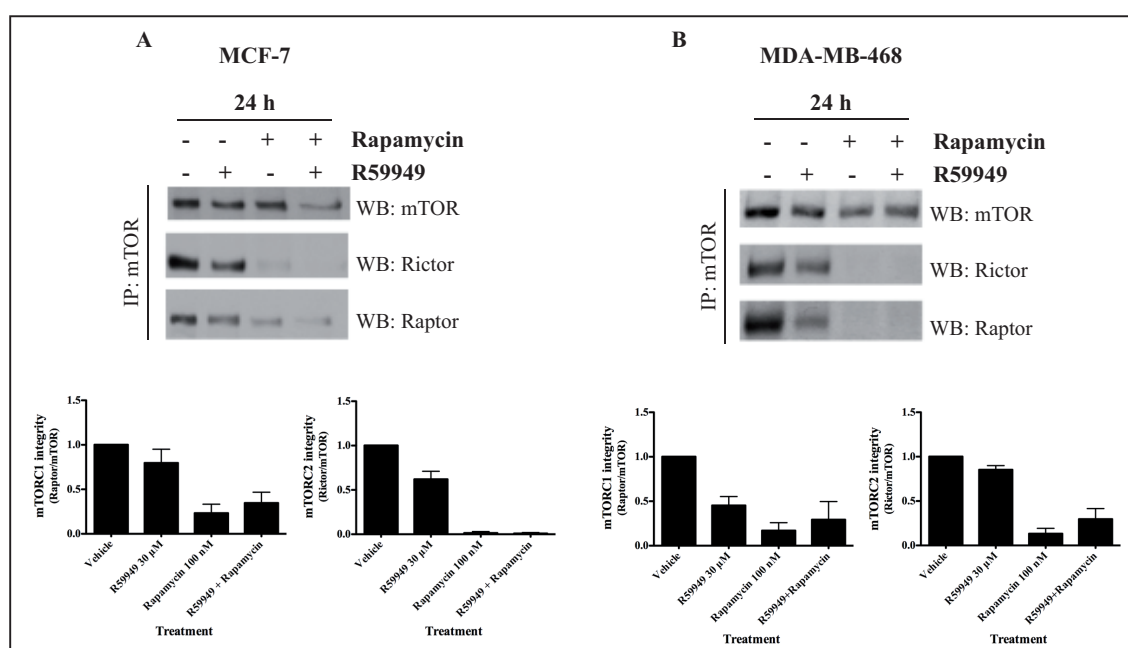 A
MCF-7
24 h
- - + + Rapamycin
- + - + R59949
IP: mTOR
WB: mTOR
WB: Rictor
WB: Raptor
B
MDA-MB-468
24 h
- - + + Rapamycin
- + - + R59949
IP: mTOR
WB: mTOR
WB: Rictor
WB: Raptor
mTORC1 integrity
(Raptor/mTOR)
1.5
1.0
0.5
0.0
Vehicle
R59949 30 µM
Rapamycin 100 nM
R59949 + Rapamycin
Treatment
mTORC2 integrity
(Rictor/mTOR)
1.5
1.0
0.5
0.0
Vehicle
R59949 30 µM
Rapamycin 100 nM
R59949 + Rapamycin
Treatment
mTORC1 integrity
(Raptor/mTOR)
1.5
1.0
0.5
0.0
Vehicle
R59949 30 µM
Rapamycin 100 nM
R59949+Rapamycin
Treatment
mTORC2 integrity
(Rictor/mTOR)
1.5
1.0
0.5
0.0
Vehicle
R59949 30 µM
Rapamycin 100 nM
R59949+Rapamycin
Treatment